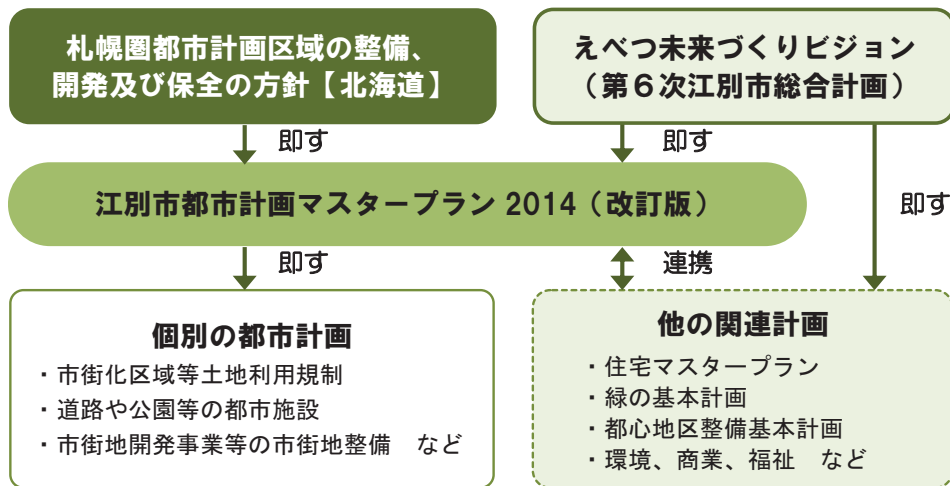 札幌圏都市計画区域の整備、
開発及び保全の方針【北海道】
えべつ未来づくりビジョン
（第６次江別市総合計画）
即す
即す
即す
江別市都市計画マスタープラン 2014（改訂版）
即す
連携
個別の都市計画
・市街化区域等土地利用規制
・道路や公園等の都市施設
・市街地開発事業等の市街地整備　など
他の関連計画
・住宅マスタープラン
・緑の基本計画
・都心地区整備基本計画
・環境、商業、福祉　など